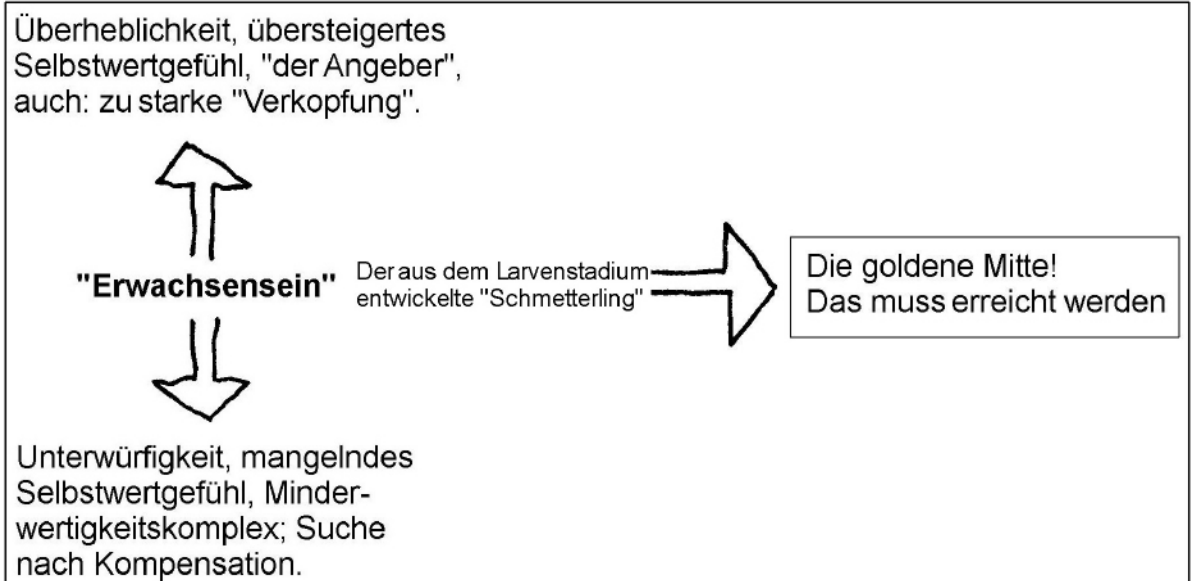 Überheblichkeit, übersteigertes
Selbstwertgefühl, "der Angeber",
auch: zu starke "Verkopfung".
"Erwachsensein"
Der aus dem Larvenstadium
entwickelte "Schmetterling"
Die goldene Mitte!
Das muss erreicht werden
Unterwürfigkeit, mangelndes
Selbstwertgefühl, Minder-
wertigkeitskomplex; Suche
nach Kompensation.